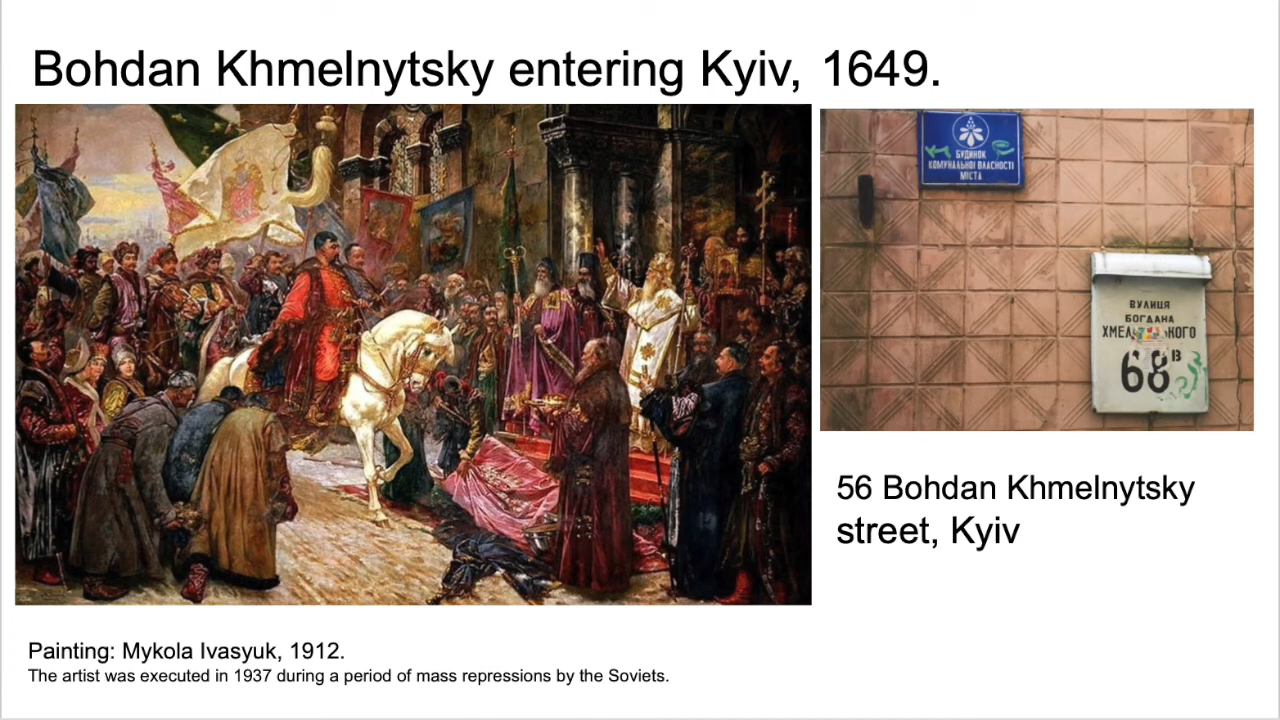 Bohdan Khmelnytsky entering Kyiv, 1649.
БУДИНОК
КОМУНАЛЬНОЇ ВЛАСНОСТІ
МІСТА
ВУЛИЦЯ
БОГДАНА
68 В
56 Bohdan Khmelnytsky
street, Kyiv
Painting: Mykola Ivasyuk, 1912.
The artist was executed in 1937 during a period of mass repressions by the Soviets.